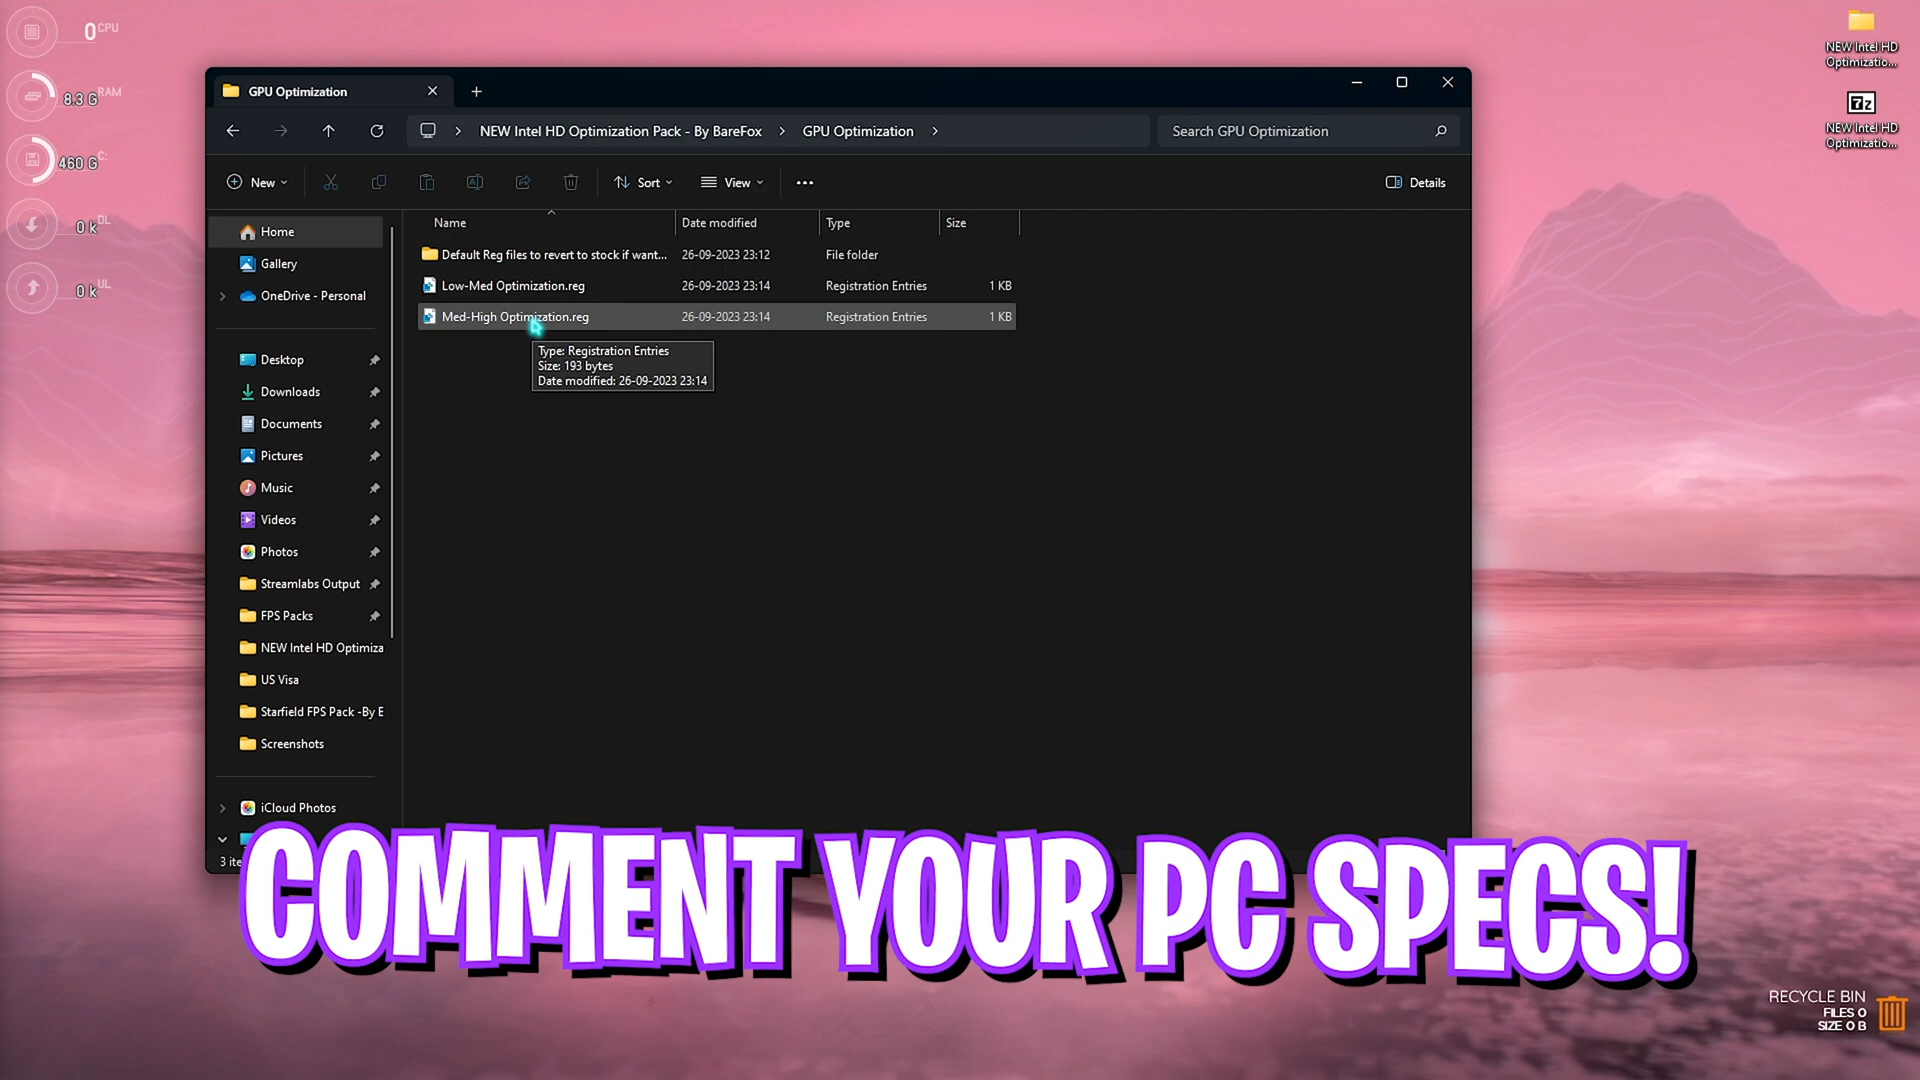 0 CPU
8.3 G RAM
460 G C:
0 k DL
0 k UL
GPU Optimization
NEW Intel HD Optimization Pack - By BareFox > GPU Optimization >
Search GPU Optimization
New Sort View ... Details
Name Date modified Type Size
Default Reg files to revert to stock if want... 26-09-2023 23:12 File folder
Low-Med Optimization.reg 26-09-2023 23:14 Registration Entries 1 KB
Med-High Optimization.reg 26-09-2023 23:14 Registration Entries 1 KB
Type: Registration Entries
Size: 193 bytes
Date modified: 26-09-2023 23:14
Home
Gallery
OneDrive - Personal
Desktop
Downloads
Documents
Pictures
Music
Videos
Photos
Streamlabs Output
FPS Packs
NEW Intel HD Optimiza
US Visa
Starfield FPS Pack -By E
Screenshots
iCloud Photos
3 ite
COMMENT YOUR PC SPECS!
NEW Intel HD
Optimizatio...
7z
NEW Intel HD
Optimizatio...
RECYCLE BIN
FILES 0
SIZE 0 B